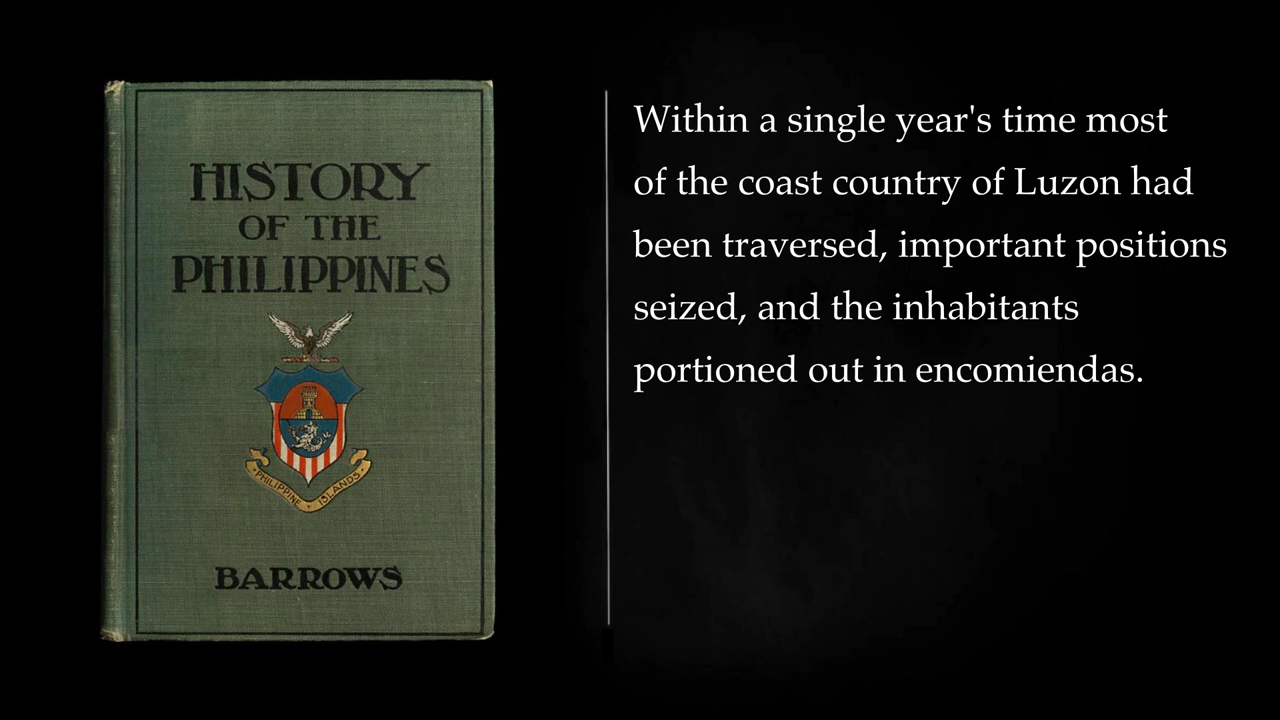 HISTORY
OF THE
PHILIPPINES
PHILIPPINE ISLANDS
BARROWS
Within a single year's time most
of the coast country of Luzon had
been traversed, important positions
seized, and the inhabitants
portioned out in encomiendas.